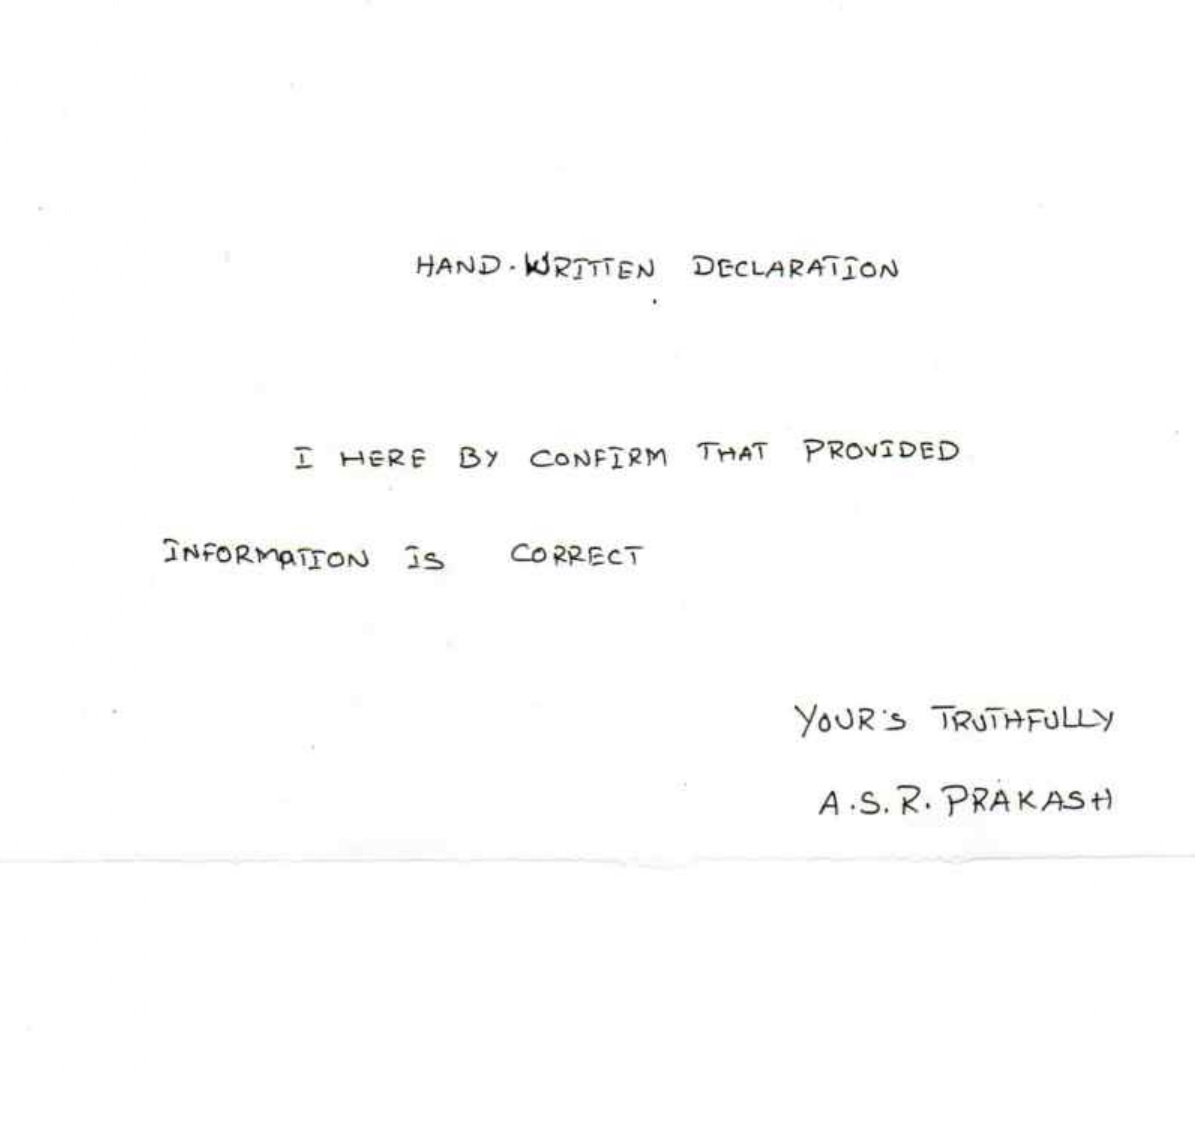 HAND-WRITTEN DECLARATION
I HERE BY CONFIRM THAT PROVIDED
INFORMATION IS CORRECT
YOUR'S TRUTHFULLY
A.S.R. PRAKASH